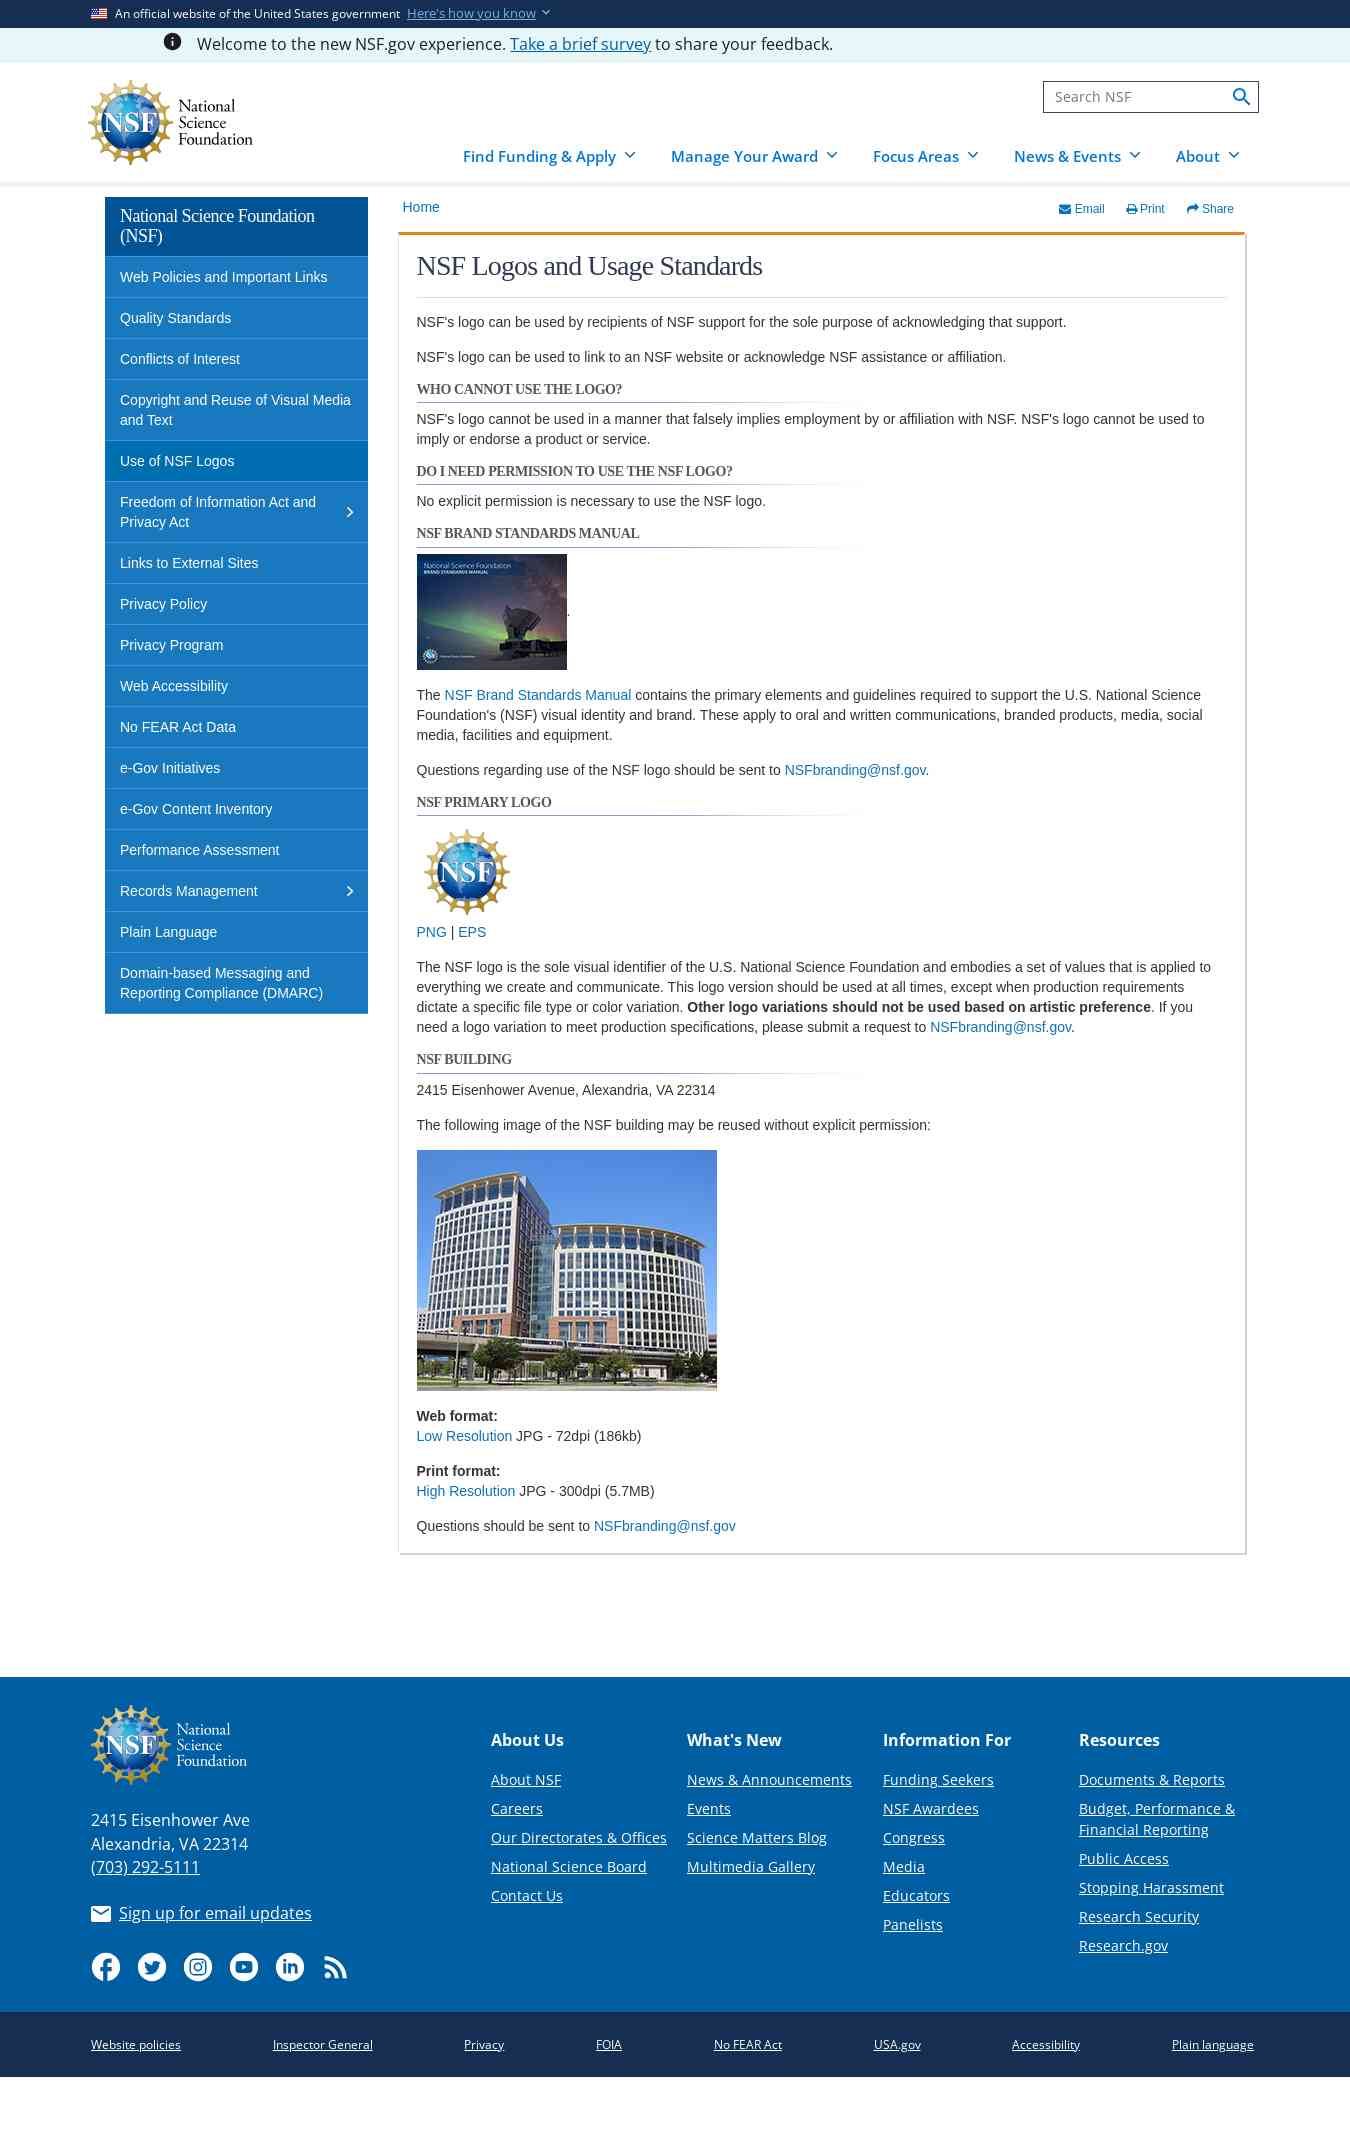 An official website of the United States government Here's how you know
Welcome to the new NSF.gov experience. Take a brief survey to share your feedback.
NSF
National
Science
Foundation
Search NSF
Find Funding & Apply
Manage Your Award
Focus Areas
News & Events
About
National Science Foundation
(NSF)
Web Policies and Important Links
Quality Standards
Conflicts of Interest
Copyright and Reuse of Visual Media
and Text
Use of NSF Logos
Freedom of Information Act and
Privacy Act
Links to External Sites
Privacy Policy
Privacy Program
Web Accessibility
No FEAR Act Data
e-Gov Initiatives
e-Gov Content Inventory
Performance Assessment
Records Management
Plain Language
Domain-based Messaging and
Reporting Compliance (DMARC)
Home
Email
Print
Share
NSF Logos and Usage Standards
NSF's logo can be used by recipients of NSF support for the sole purpose of acknowledging that support.
NSF's logo can be used to link to an NSF website or acknowledge NSF assistance or affiliation.
WHO CANNOT USE THE LOGO?
NSF's logo cannot be used in a manner that falsely implies employment by or affiliation with NSF. NSF's logo cannot be used to
imply or endorse a product or service.
DO I NEED PERMISSION TO USE THE NSF LOGO?
No explicit permission is necessary to use the NSF logo.
NSF BRAND STANDARDS MANUAL
National Science Foundation
BRAND STANDARDS MANUAL
.
The NSF Brand Standards Manual contains the primary elements and guidelines required to support the U.S. National Science
Foundation's (NSF) visual identity and brand. These apply to oral and written communications, branded products, media, social
media, facilities and equipment.
Questions regarding use of the NSF logo should be sent to NSFbranding@nsf.gov.
NSF PRIMARY LOGO
NSF
PNG | EPS
The NSF logo is the sole visual identifier of the U.S. National Science Foundation and embodies a set of values that is applied to
everything we create and communicate. This logo version should be used at all times, except when production requirements
dictate a specific file type or color variation. Other logo variations should not be used based on artistic preference. If you
need a logo variation to meet production specifications, please submit a request to NSFbranding@nsf.gov.
NSF BUILDING
2415 Eisenhower Avenue, Alexandria, VA 22314
The following image of the NSF building may be reused without explicit permission:
Web format:
Low Resolution JPG - 72dpi (186kb)
Print format:
High Resolution JPG - 300dpi (5.7MB)
Questions should be sent to NSFbranding@nsf.gov
NSF
National
Science
Foundation
2415 Eisenhower Ave
Alexandria, VA 22314
(703) 292-5111
Sign up for email updates
About Us
About NSF
Careers
Our Directorates & Offices
National Science Board
Contact Us
What's New
News & Announcements
Events
Science Matters Blog
Multimedia Gallery
Information For
Funding Seekers
NSF Awardees
Congress
Media
Educators
Panelists
Resources
Documents & Reports
Budget, Performance &
Financial Reporting
Public Access
Stopping Harassment
Research Security
Research.gov
Website policies
Inspector General
Privacy
FOIA
No FEAR Act
USA.gov
Accessibility
Plain language